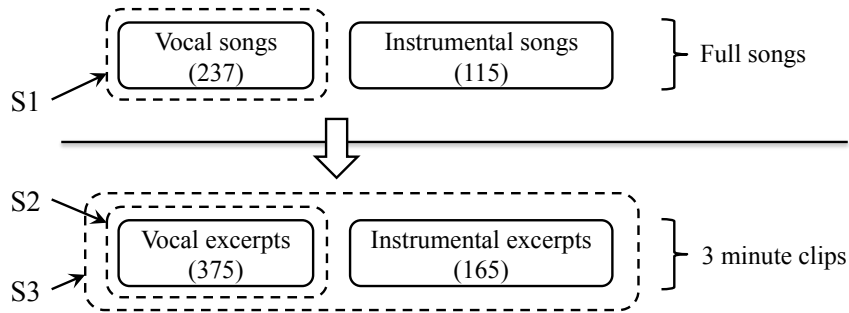 Vocal songs
(237)
Instrumental songs
(115)
Full songs
S1
S2
Vocal excerpts
(375)
Instrumental excerpts
(165)
3 minute clips
S3